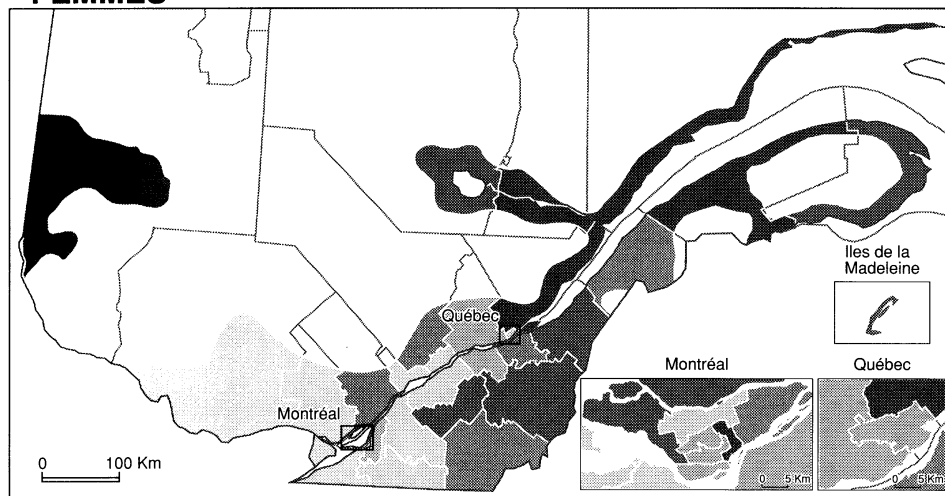 FEMMES
Québec
Montréal
0 100 Km
Iles de la
Madeleine
Montréal
0 5 Km
Québec
0 5 Km